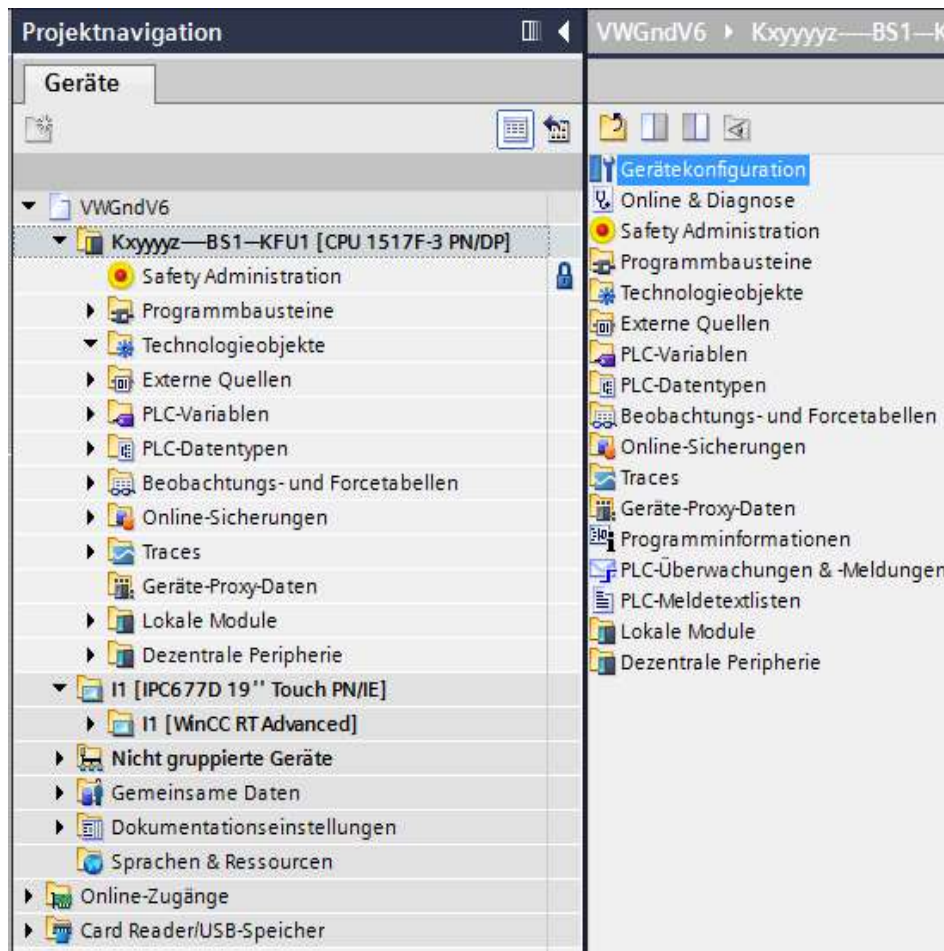 Projektnavigation
Geräte
VWGndV6
Kxyyyyz----BS1--KFU1 [CPU 1517F-3 PN/DP]
Safety Administration
Programmbausteine
Technologieobjekte
Externe Quellen
PLC-Variablen
PLC-Datentypen
Beobachtungs- und Forcetabellen
Online-Sicherungen
Traces
Geräte-Proxy-Daten
Lokale Module
Dezentrale Peripherie
I1 [IPC677D 19'' Touch PN/IE]
I1 [WinCC RT Advanced]
Nicht gruppierte Geräte
Gemeinsame Daten
Dokumentationseinstellungen
Sprachen & Ressourcen
Online-Zugänge
Card Reader/USB-Speicher
VWGndV6 ▸ Kxyyyyz----BS1--K
Gerätekonfiguration
Online & Diagnose
Safety Administration
Programmbausteine
Technologieobjekte
Externe Quellen
PLC-Variablen
PLC-Datentypen
Beobachtungs- und Forcetabellen
Online-Sicherungen
Traces
Geräte-Proxy-Daten
Programminformationen
PLC-Überwachungen & -Meldungen
PLC-Meldetextlisten
Lokale Module
Dezentrale Peripherie